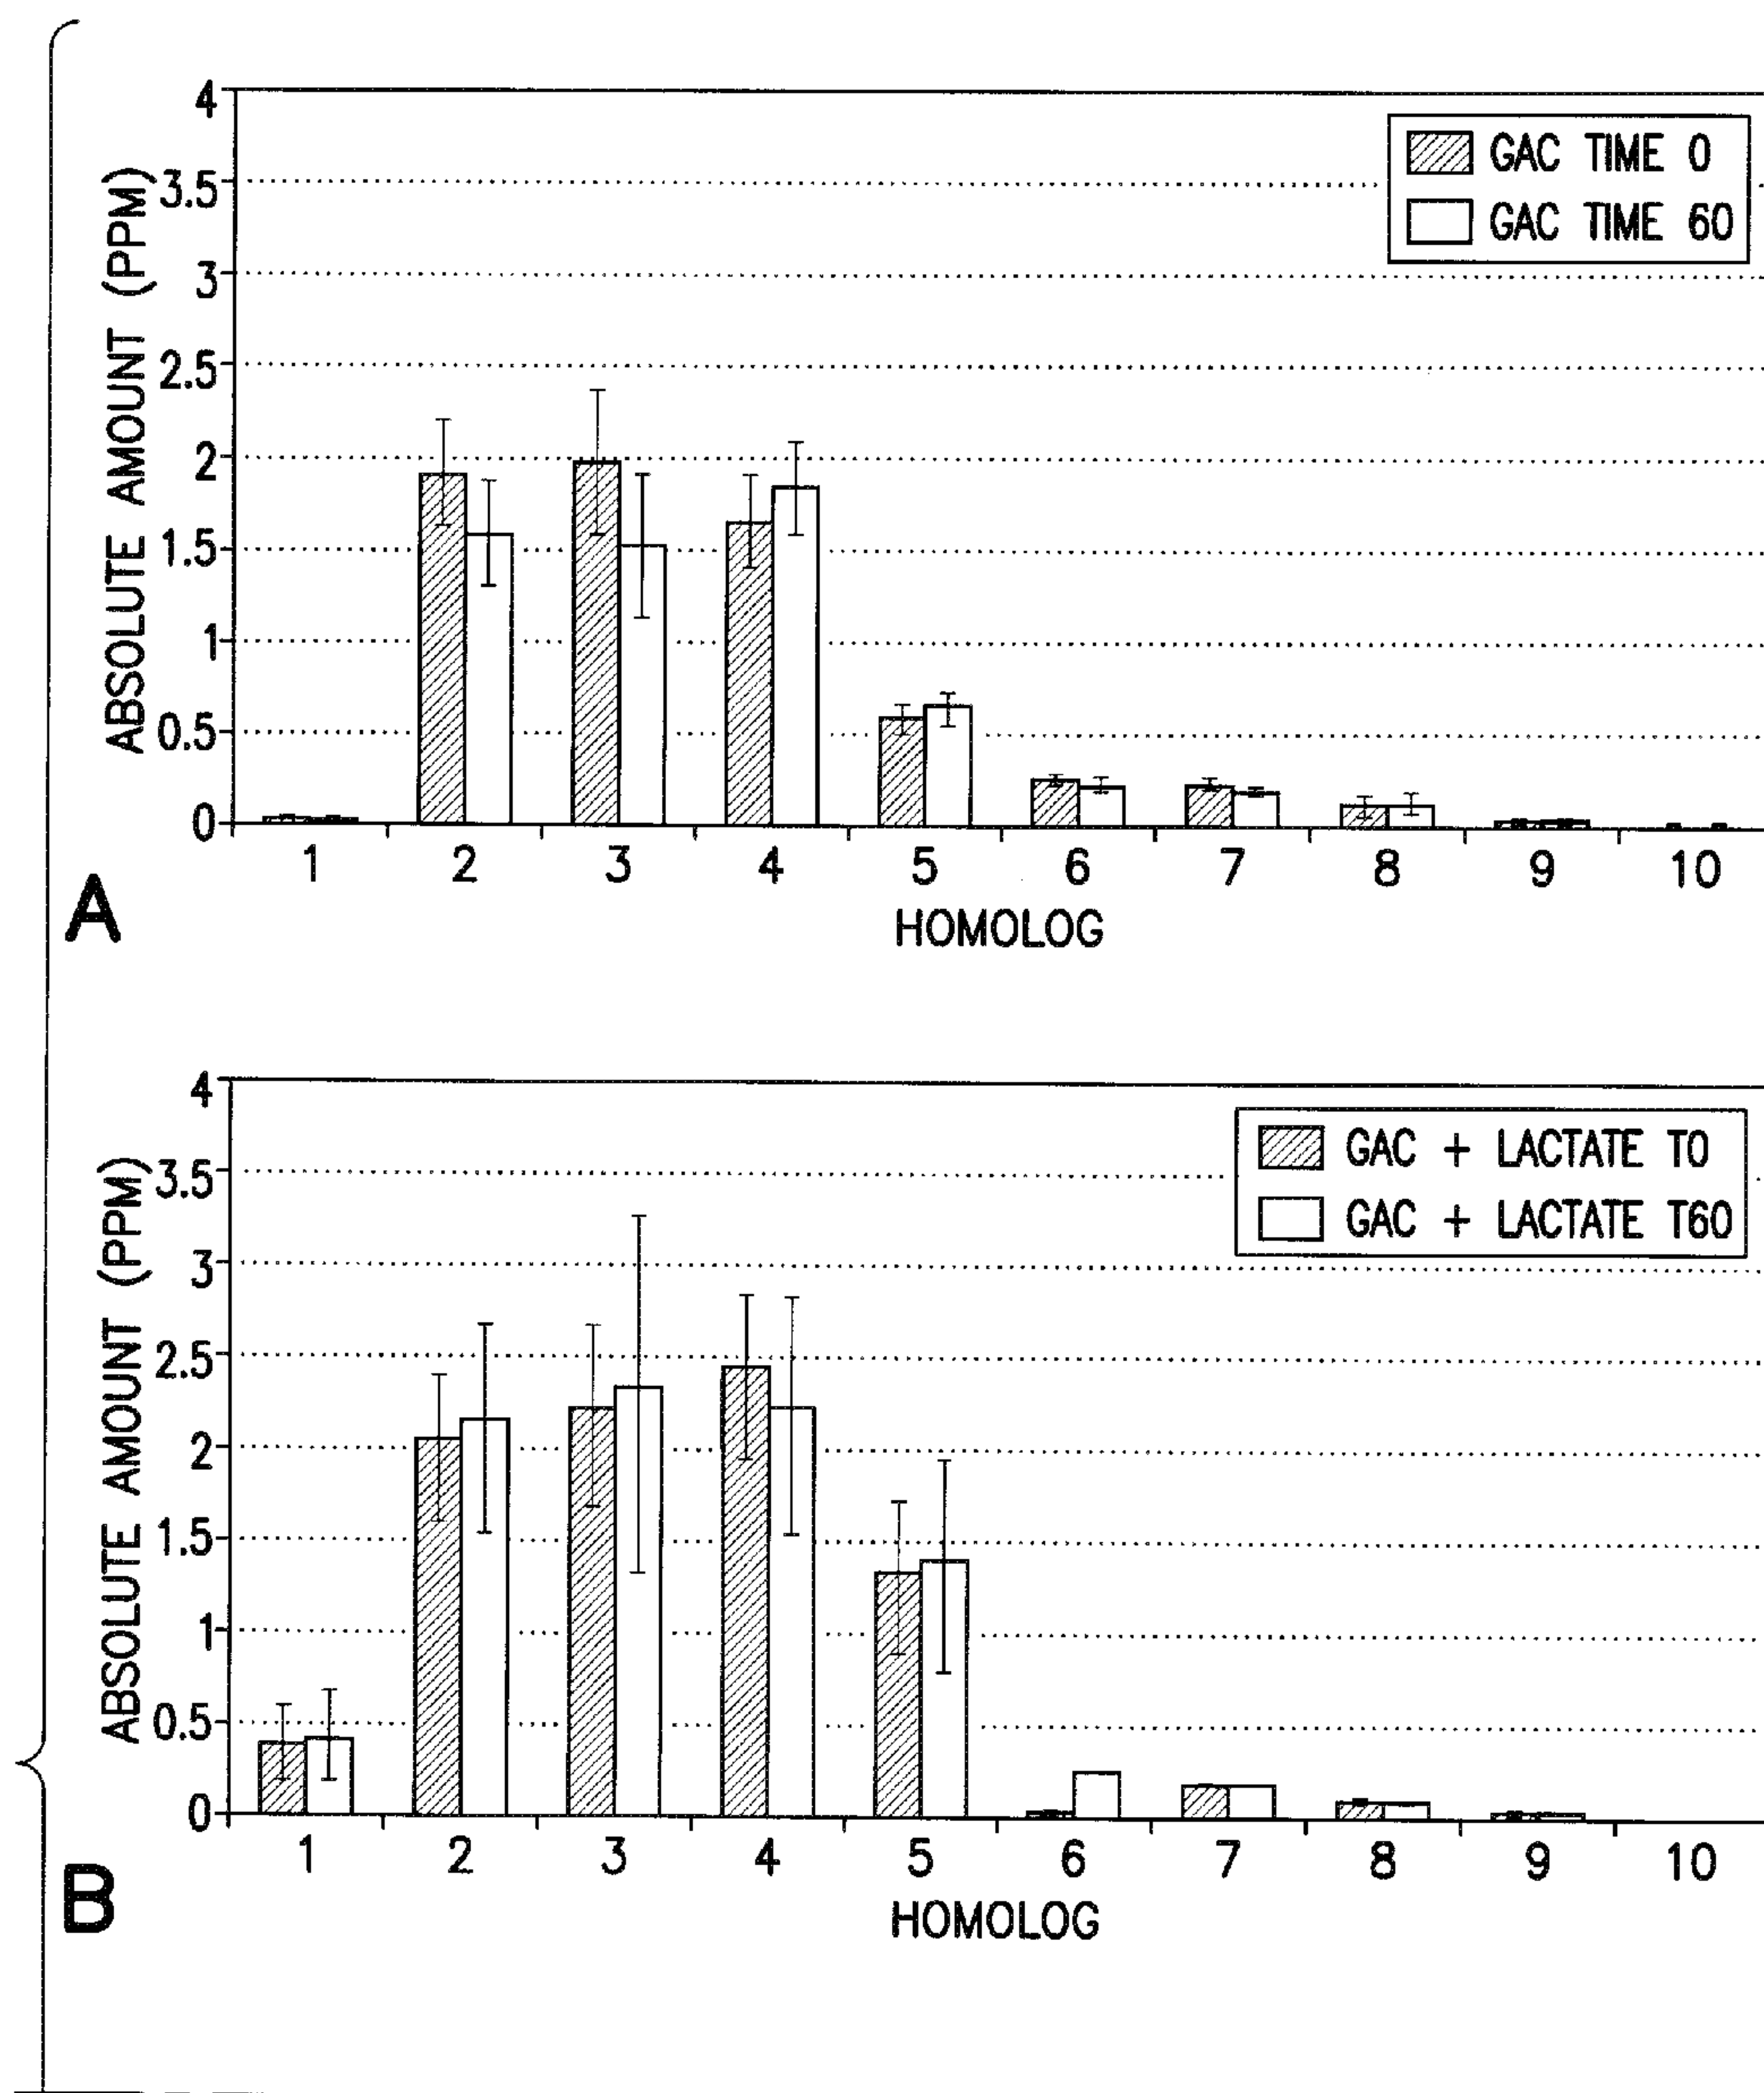 4
3.5
3
2.5
2
1.5
1
0.5
0
ABSOLUTE AMOUNT (PPM)
GAC TIME 0
GAC TIME 60
1 2 3 4 5 6 7 8 9 10
HOMOLOG
A
4
3.5
3
2.5
2
1.5
1
0.5
0
ABSOLUTE AMOUNT (PPM)
GAC + LACTATE T0
GAC + LACTATE T60
1 2 3 4 5 6 7 8 9 10
HOMOLOG
B